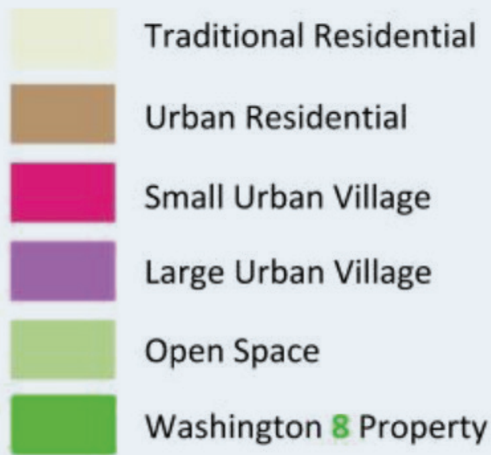 Traditional Residential
Urban Residential
Small Urban Village
Large Urban Village
Open Space
Washington 8 Property